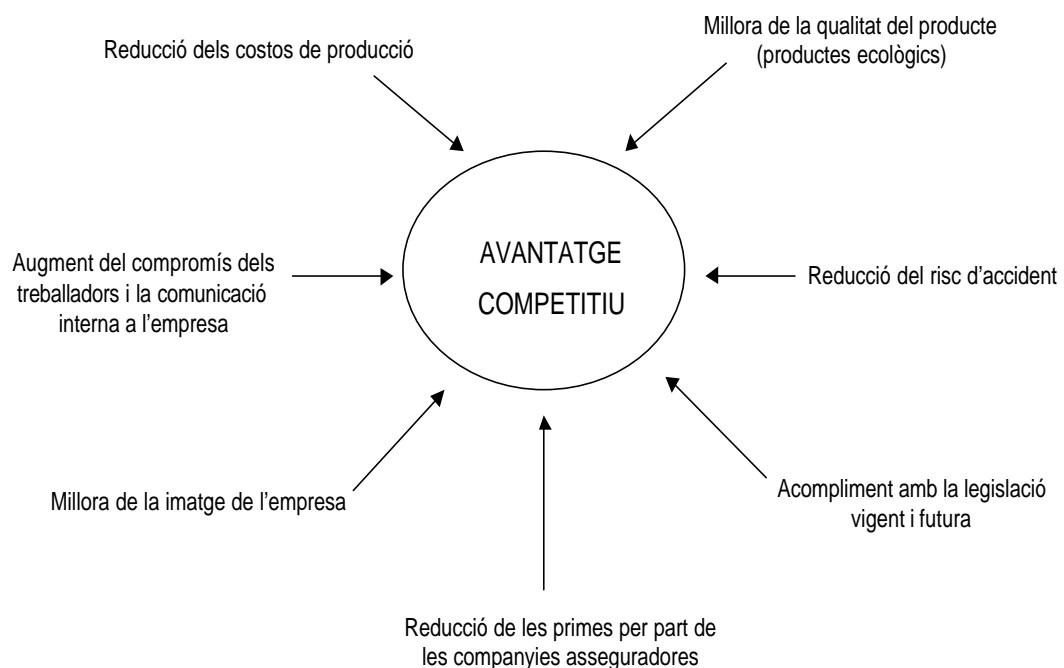 Reducció dels costos de producció
Millora de la qualitat del producte
(productes ecològics)
AVANTATGE
COMPETITIU
Augment del compromís dels
treballadors i la comunicació
interna a l’empresa
Reducció del risc d’accident
Millora de la imatge de l’empresa
Acompliment amb la legislació
vigent i futura
Reducció de les primes per part de
les companyies asseguradores